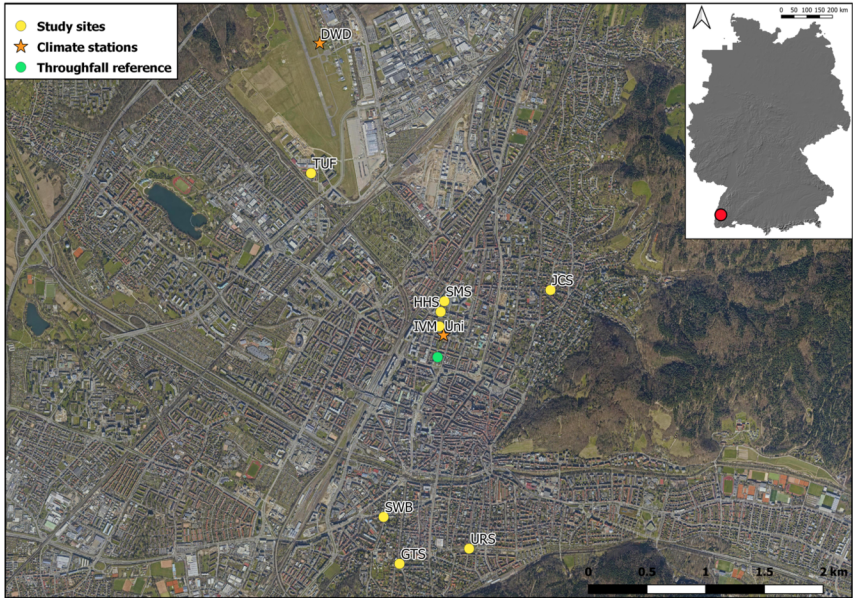 Study sites
Climate stations
Throughfall reference
DWD
0 50 100 150 200 km
TUF
JCS
SMS
HHS
IVM Uni
SWB
GTS
URS
0 0.5 1 1.5 2 km